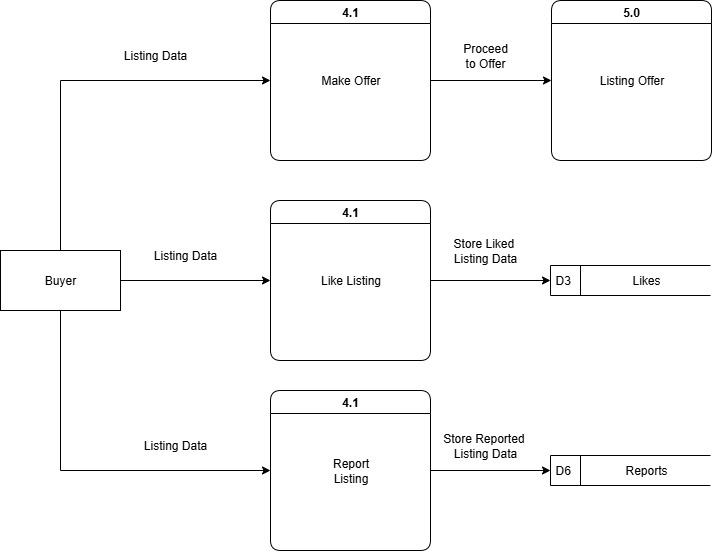 4.1
5.0
Listing Data
Make Offer
Proceed
to Offer
Listing Offer
4.1
Buyer
Listing Data
Like Listing
Store Liked
Listing Data
D3
Likes
4.1
Listing Data
Report
Listing
Store Reported
Listing Data
D6
Reports